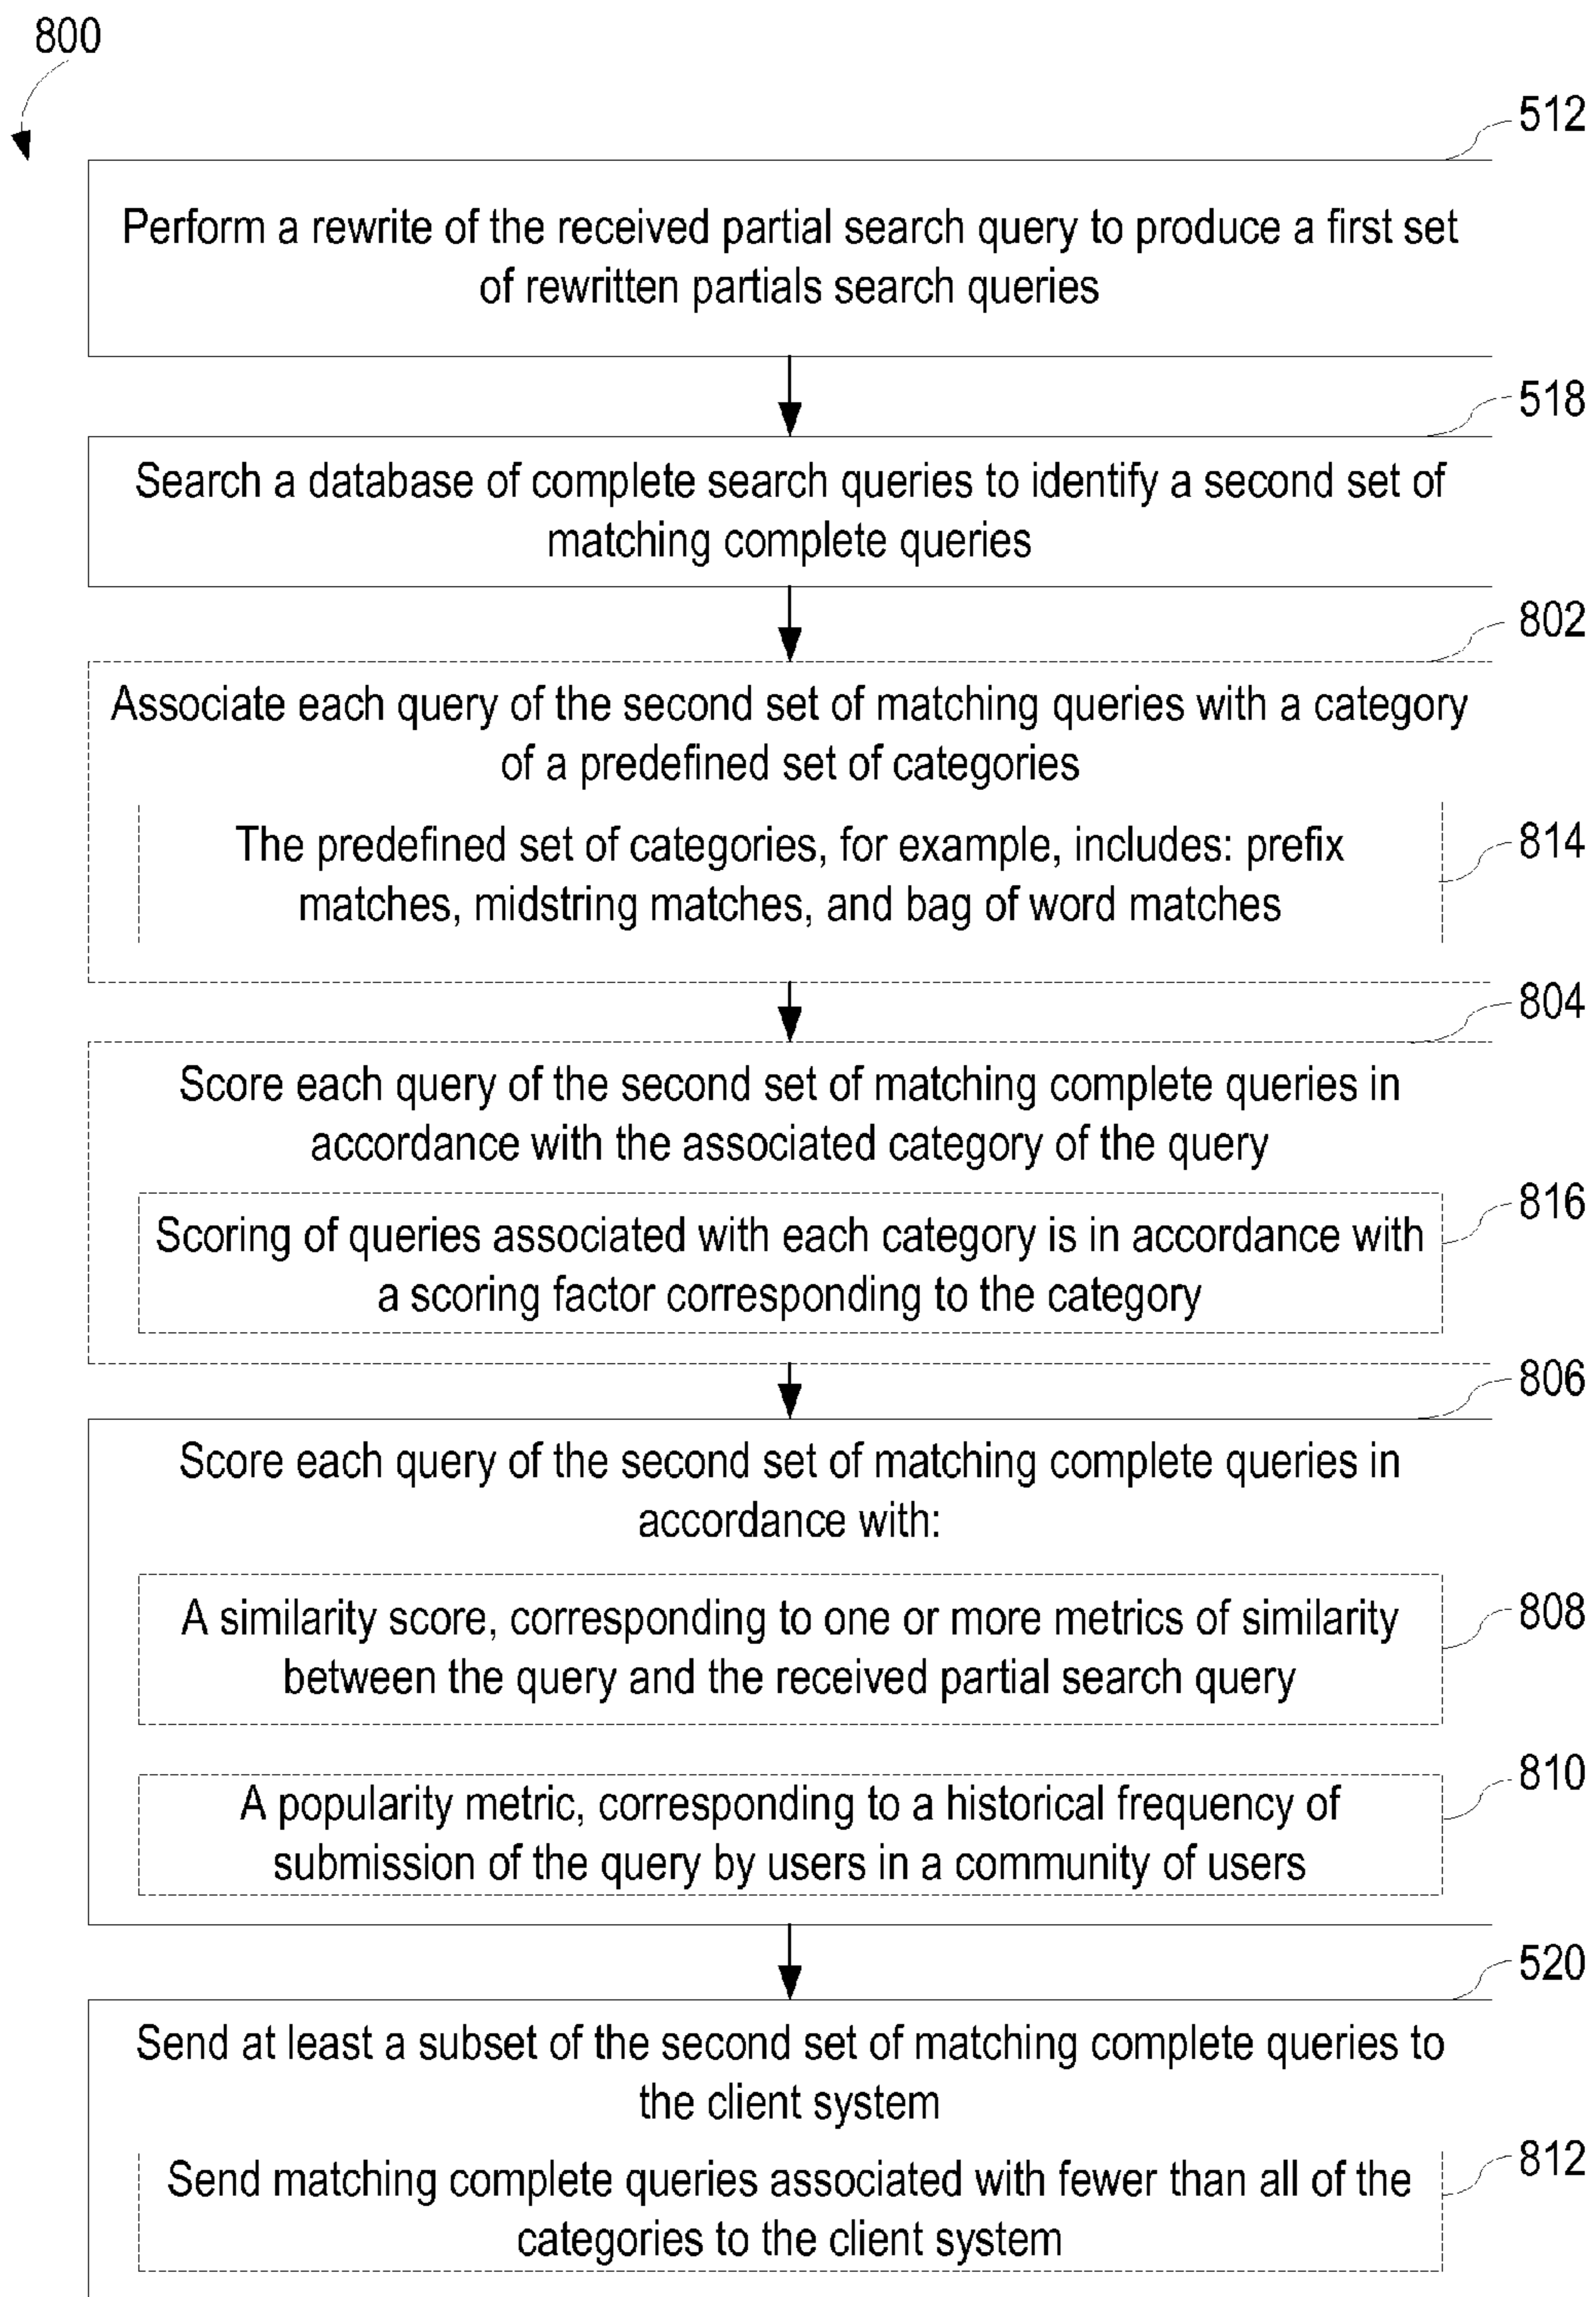 800
512
Perform a rewrite of the received partial search query to produce a first set
of rewritten partials search queries
518
Search a database of complete search queries to identify a second set of
matching complete queries
802
Associate each query of the second set of matching queries with a category
of a predefined set of categories
The predefined set of categories, for example, includes: prefix
matches, midstring matches, and bag of word matches
814
804
Score each query of the second set of matching complete queries in
accordance with the associated category of the query
816
Scoring of queries associated with each category is in accordance with
a scoring factor corresponding to the category
806
Score each query of the second set of matching complete queries in
accordance with:
A similarity score, corresponding to one or more metrics of similarity
between the query and the received partial search query
808
810
A popularity metric, corresponding to a historical frequency of
submission of the query by users in a community of users
520
Send at least a subset of the second set of matching complete queries to
the client system
812
Send matching complete queries associated with fewer than all of the
categories to the client system